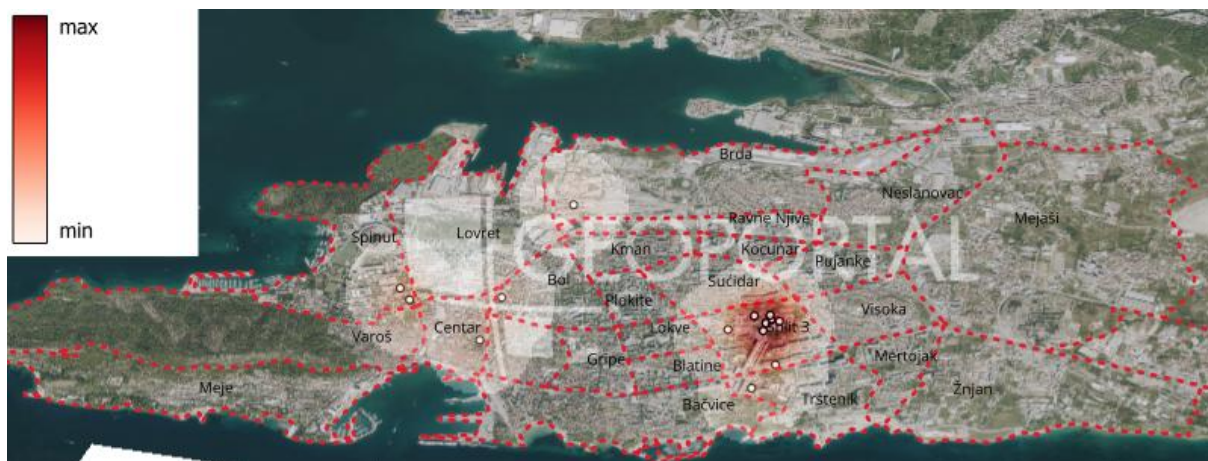 max
min
Brda
Neslanovac
Mejaši
Ravne Njive
Spinut
Lovret
GEOPORTAL
Kman
Kocunar
Pujanke
Bol
Sućidar
Plokite
Visoka
Varoš
Centar
Lokve
Split 3
Gripe
Blatine
Mertojak
Meje
Žnjan
Bačvice
Trstenik